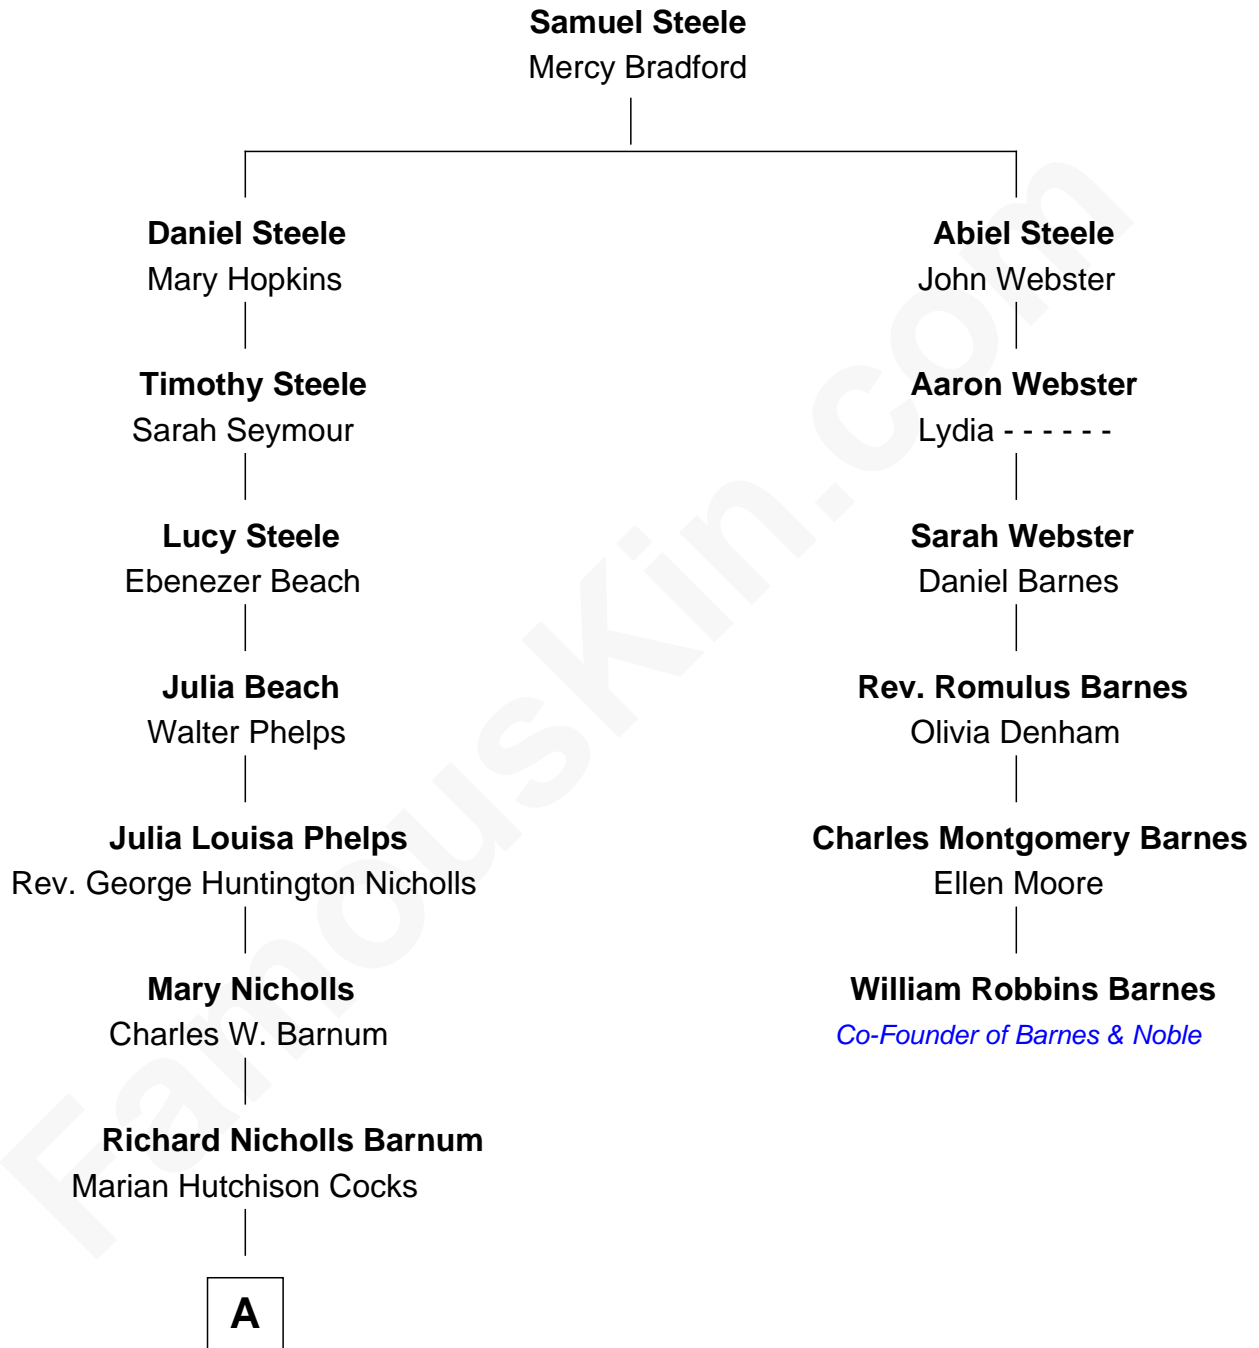 Samuel Steele
Mercy Bradford
Daniel Steele
Mary Hopkins
Timothy Steele
Sarah Seymour
Lucy Steele
Ebenezer Beach
Julia Beach
Walter Phelps
Julia Louisa Phelps
Rev. George Huntington Nicholls
Mary Nicholls
Charles W. Barnum
Richard Nicholls Barnum
Marian Hutchison Cocks
A
Abiel Steele
John Webster
Aaron Webster
Lydia - - - - - -
Sarah Webster
Daniel Barnes
Rev. Romulus Barnes
Olivia Denham
Charles Montgomery Barnes
Ellen Moore
William Robbins Barnes
Co-Founder of Barnes & Noble
FamousKin.com